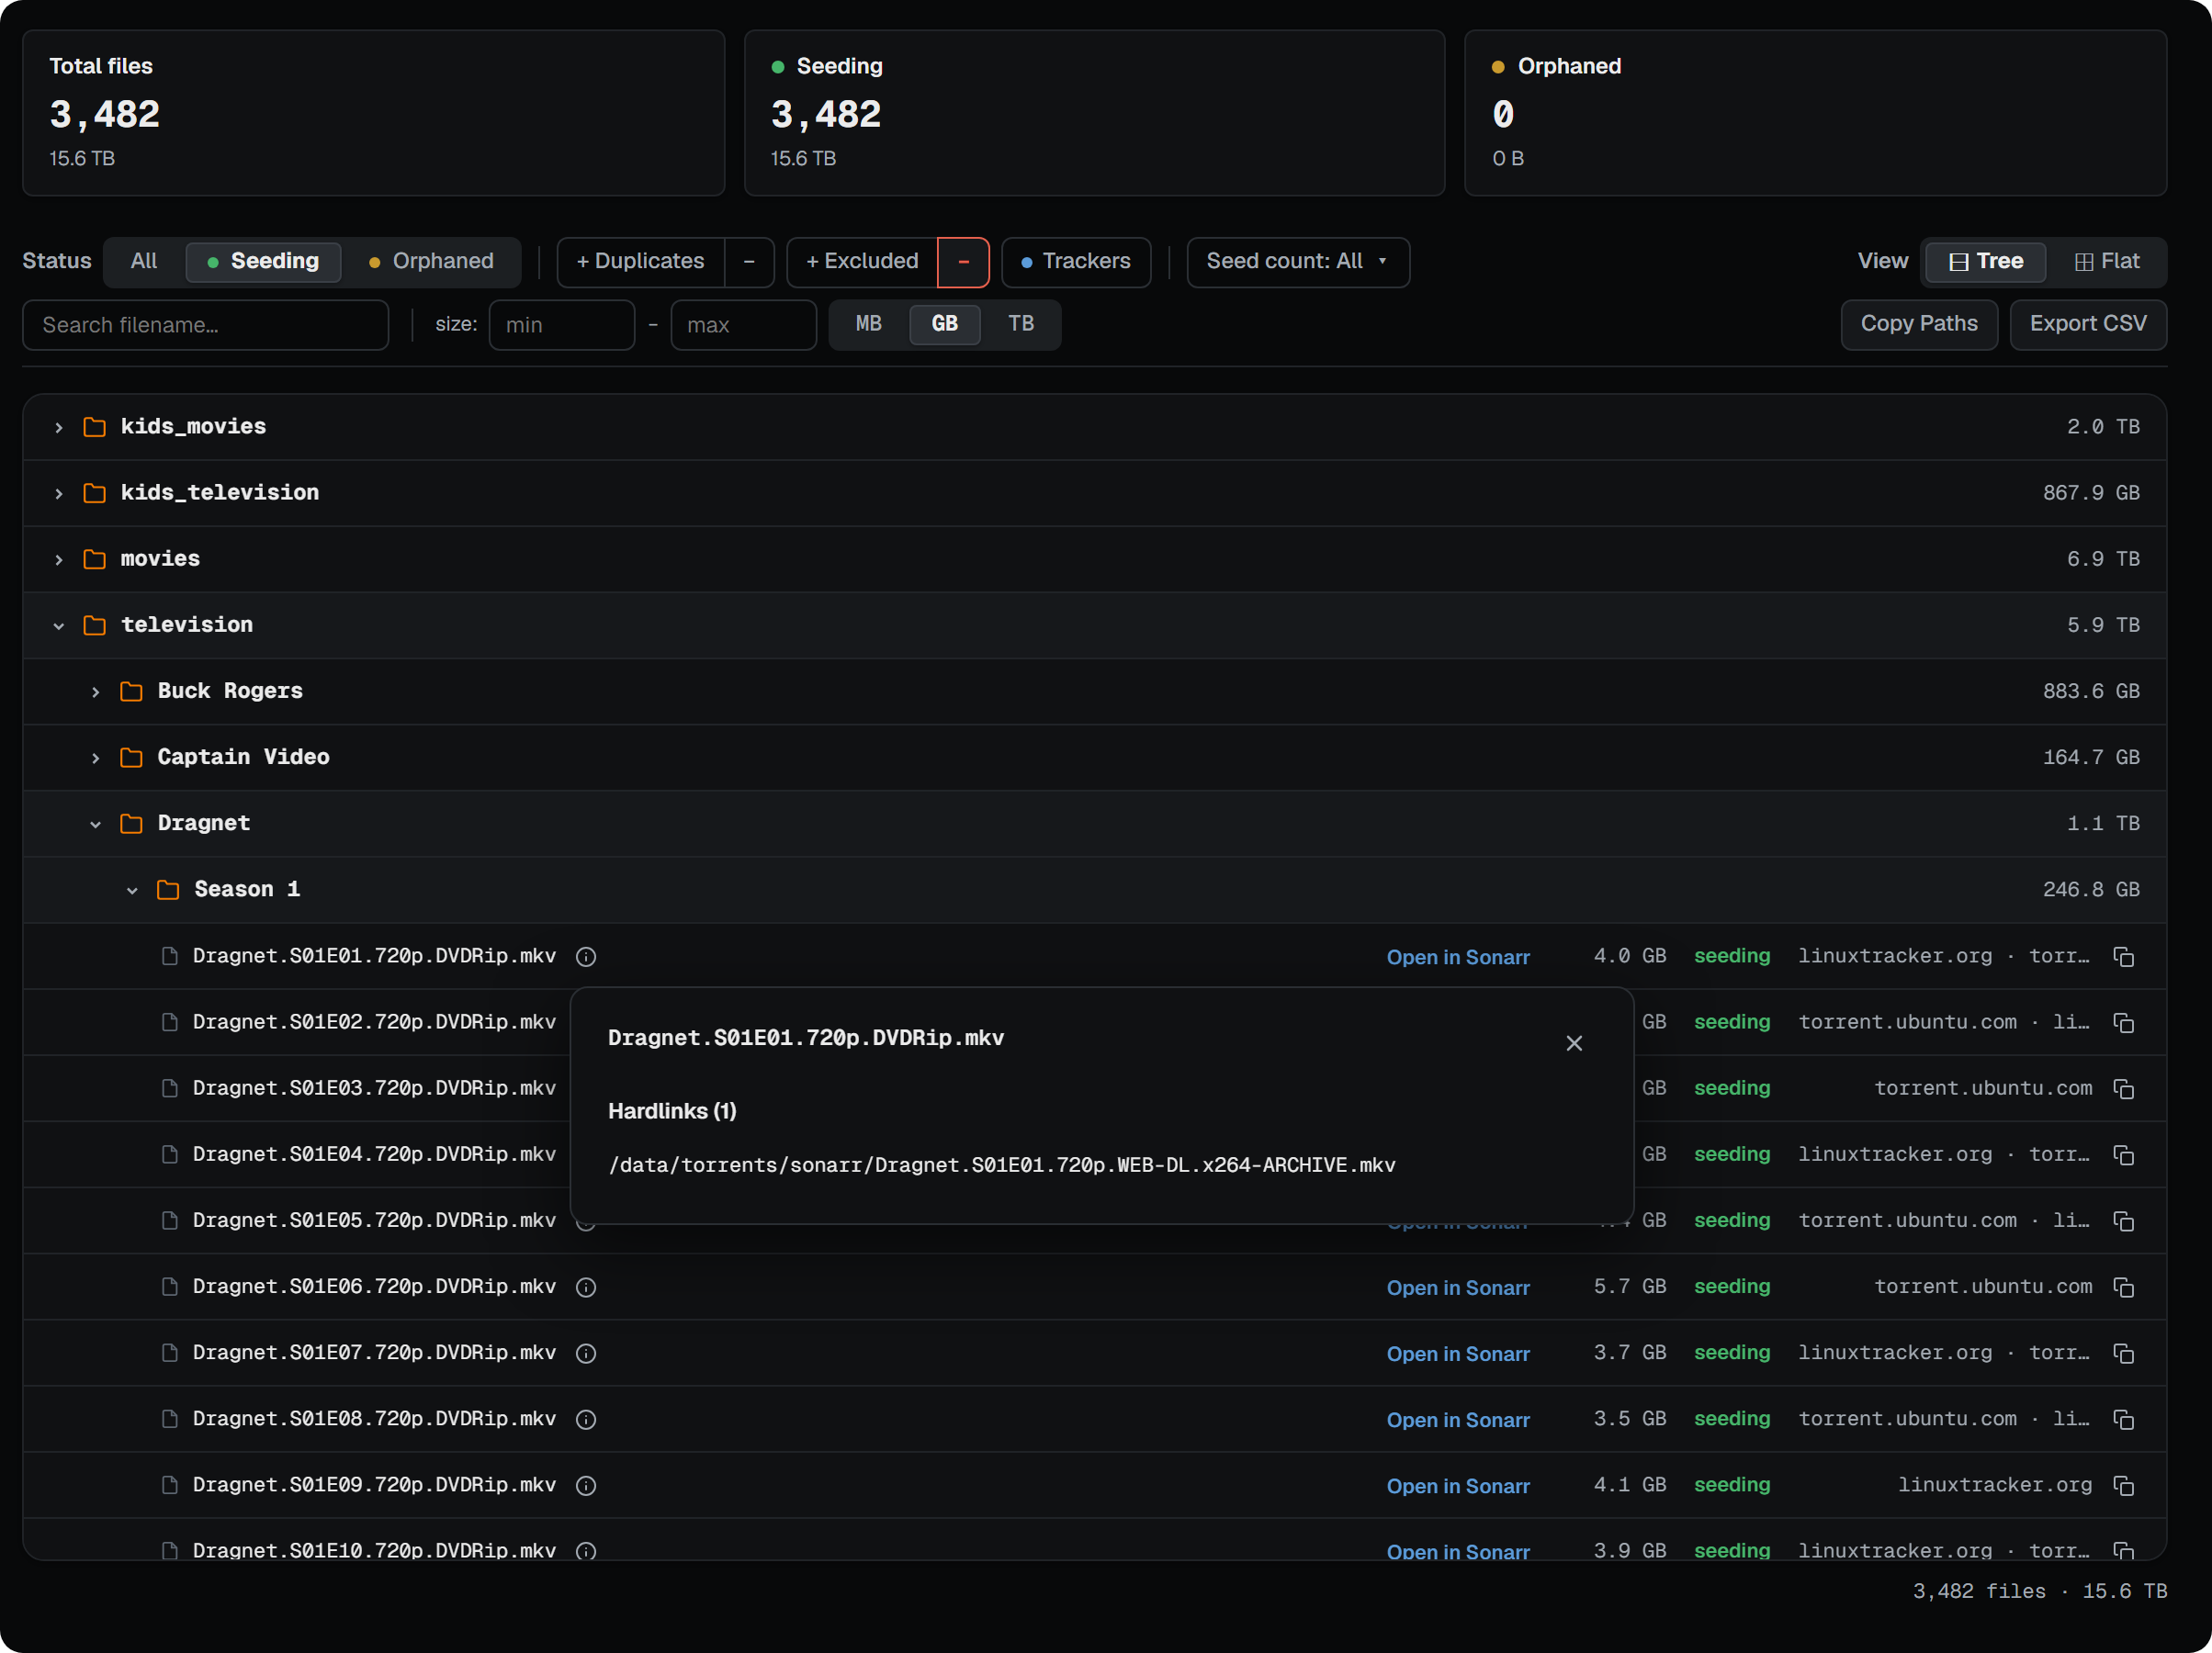 Total files
3,482
15.6 TB
Seeding
3,482
15.6 TB
Orphaned
0
0 B
Status All Seeding Orphaned + Duplicates − + Excluded − Trackers Seed count: All View Tree Flat
Search filename... size: min – max MB GB TB Copy Paths Export CSV
kids_movies 2.0 TB
kids_television 867.9 GB
movies 6.9 TB
television 5.9 TB
Buck Rogers 883.6 GB
Captain Video 164.7 GB
Dragnet 1.1 TB
Season 1 246.8 GB
Dragnet.S01E01.720p.DVDRip.mkv Open in Sonarr 4.0 GB seeding linuxtracker.org · torr…
Dragnet.S01E02.720p.DVDRip.mkv GB seeding torrent.ubuntu.com · li…
Dragnet.S01E03.720p.DVDRip.mkv GB seeding torrent.ubuntu.com
Dragnet.S01E04.720p.DVDRip.mkv GB seeding linuxtracker.org · torr…
Dragnet.S01E05.720p.DVDRip.mkv Open in Sonarr GB seeding torrent.ubuntu.com · li…
Dragnet.S01E01.720p.DVDRip.mkv
Hardlinks (1)
/data/torrents/sonarr/Dragnet.S01E01.720p.WEB-DL.x264-ARCHIVE.mkv
Dragnet.S01E06.720p.DVDRip.mkv Open in Sonarr 5.7 GB seeding torrent.ubuntu.com
Dragnet.S01E07.720p.DVDRip.mkv Open in Sonarr 3.7 GB seeding linuxtracker.org · torr…
Dragnet.S01E08.720p.DVDRip.mkv Open in Sonarr 3.5 GB seeding torrent.ubuntu.com · li…
Dragnet.S01E09.720p.DVDRip.mkv Open in Sonarr 4.1 GB seeding linuxtracker.org
Dragnet.S01E10.720p.DVDRip.mkv Open in Sonarr 3.9 GB seeding linuxtracker.org · torr…
3,482 files · 15.6 TB